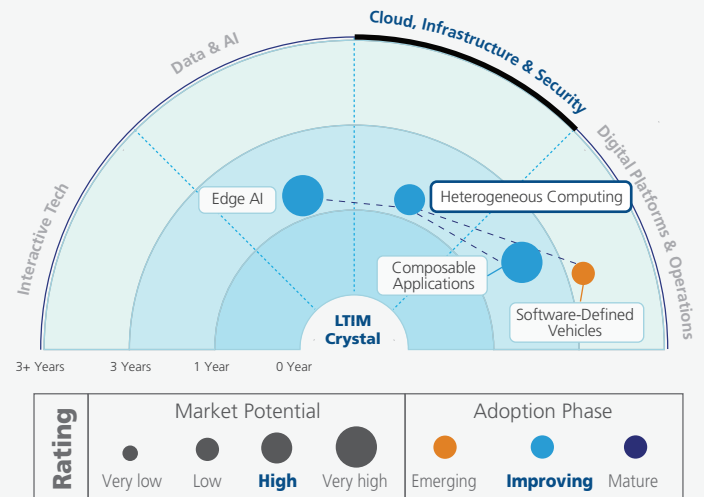 Cloud, Infrastructure & Security
Data & AI
Interactive Tech
Digital Platforms & Operations
Edge AI
Heterogeneous Computing
Composable
Applications
Software-Defined
Vehicles
LTIM
Crystal
3+ Years
3 Years
1 Year
0 Year
Rating
Market Potential
Very low
Low
High
Very high
Adoption Phase
Emerging
Improving
Mature